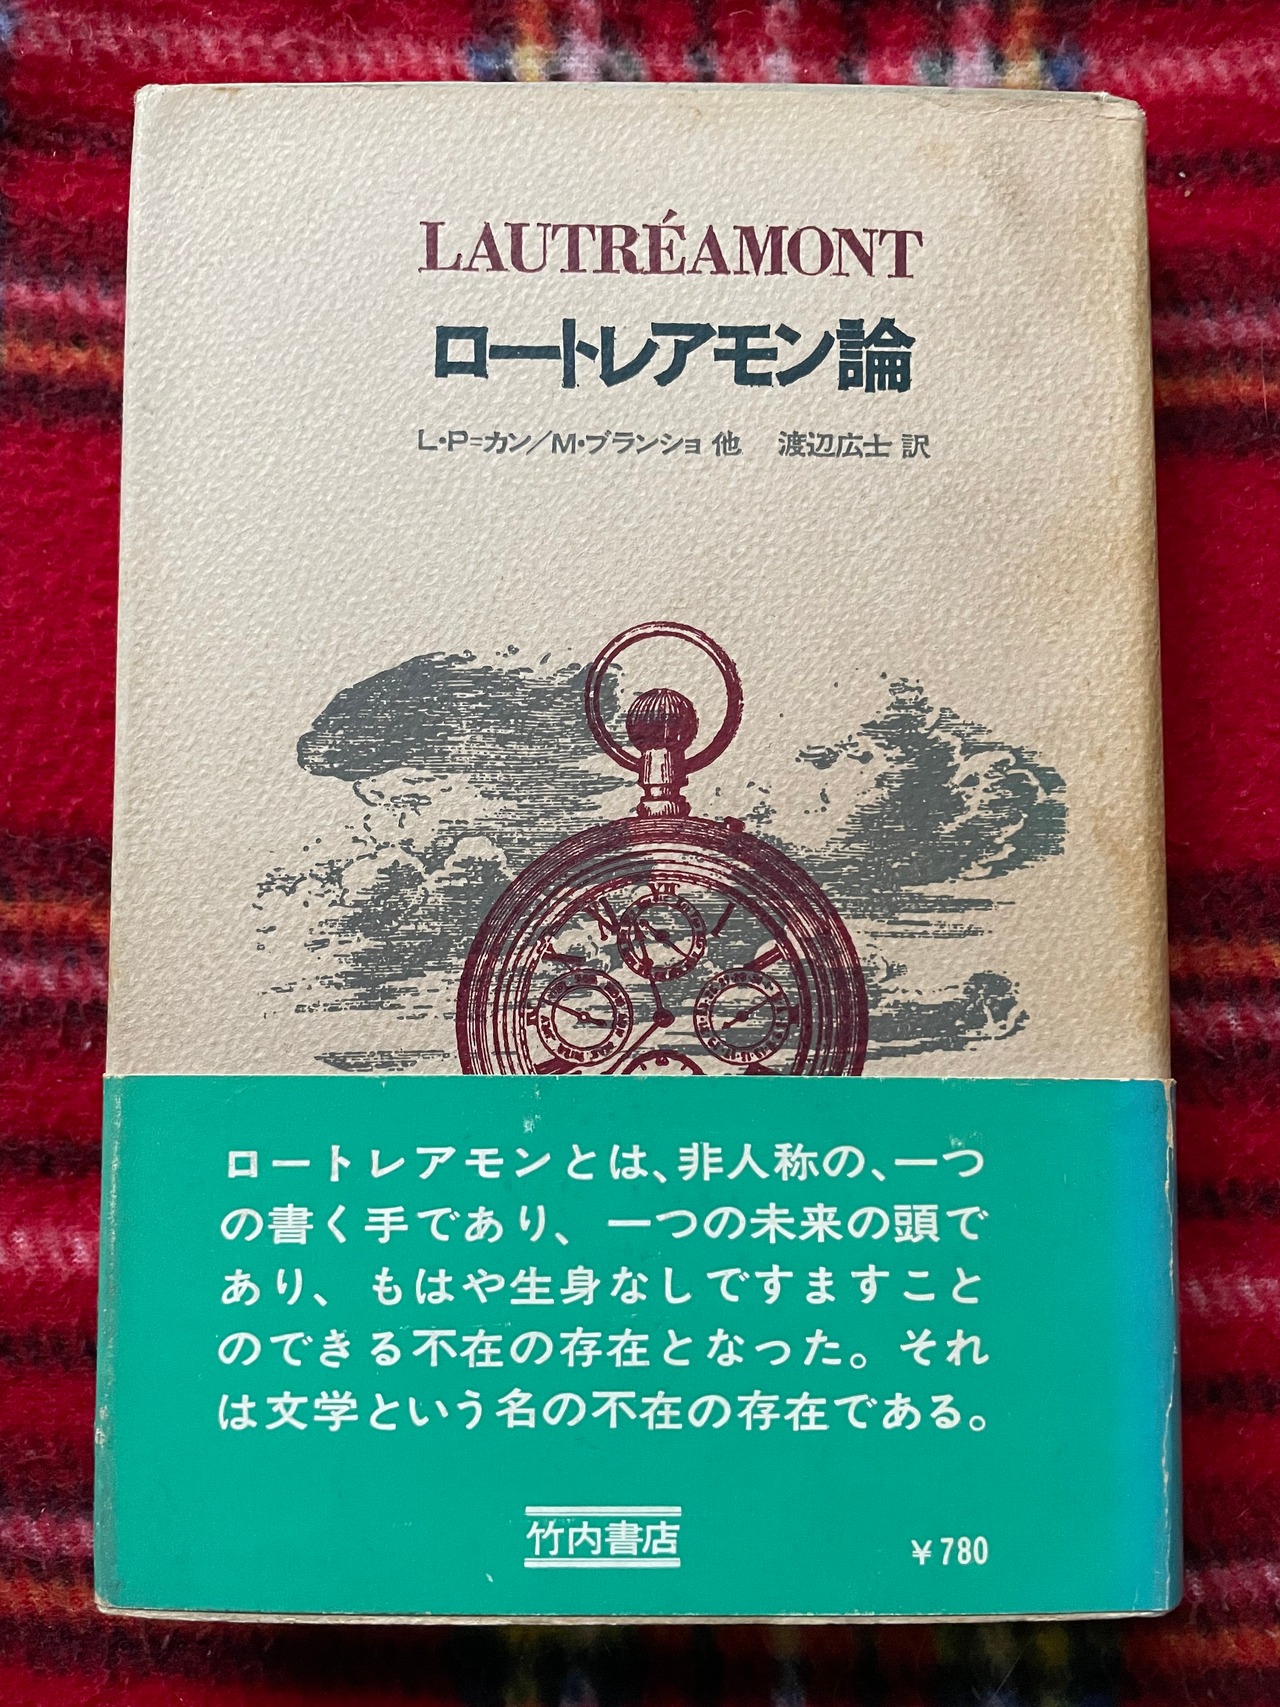 LAUTRÉAMONT
ロートレアモン論
L・P=カン/M・ブランショ 他 渡辺広士 訳
ロートレアモンとは、非人称の、一つ
の書く手であり、一つの未来の頭で
あり、もはや生身なしですますこと
のできる不在の存在となった。それ
は文学という名の不在の存在である。
竹内書店
¥780